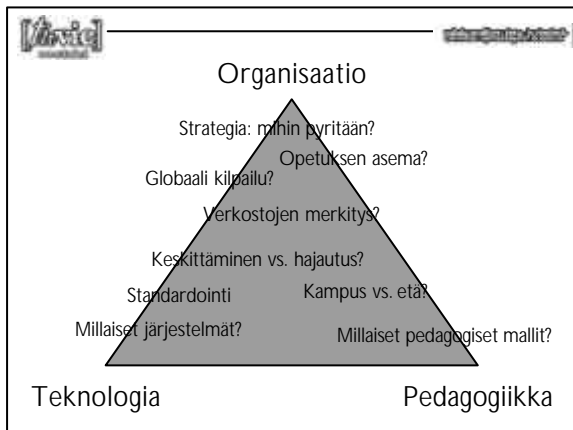 Organisaatio
Strategia: mihin pyritään?
Opetuksen asema?
Globaali kilpailu?
Verkostojen merkitys?
Keskittäminen vs. hajautus?
Standardointi
Kampus vs. etä?
Millaiset järjestelmät?
Millaiset pedagogiset mallit?
Teknologia
Pedagogiikka